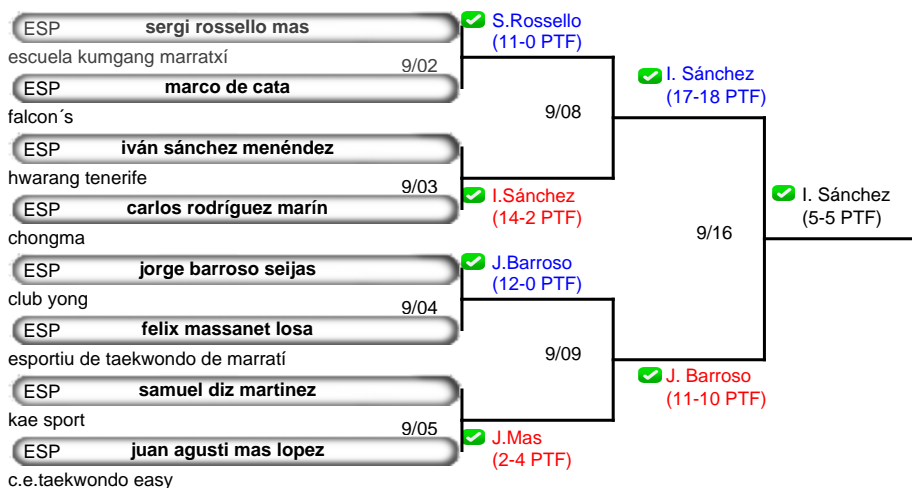 ESP sergi rossello mas
escuela kumgang marratxí
9/02
ESP marco de cata
falcon´s
ESP iván sánchez menéndez
hwarang tenerife
9/03
ESP carlos rodríguez marín
chongma
ESP jorge barroso seijas
club yong
9/04
ESP felix massanet losa
esportiu de taekwondo de marratí
ESP samuel diz martinez
kae sport
9/05
ESP juan agusti mas lopez
c.e.taekwondo easy
S.Rossello
(11-0 PTF)
9/08
I.Sánchez
(14-2 PTF)
J.Barroso
(12-0 PTF)
9/09
J.Mas
(2-4 PTF)
I. Sánchez
(17-18 PTF)
9/16
J. Barroso
(11-10 PTF)
I. Sánchez
(5-5 PTF)